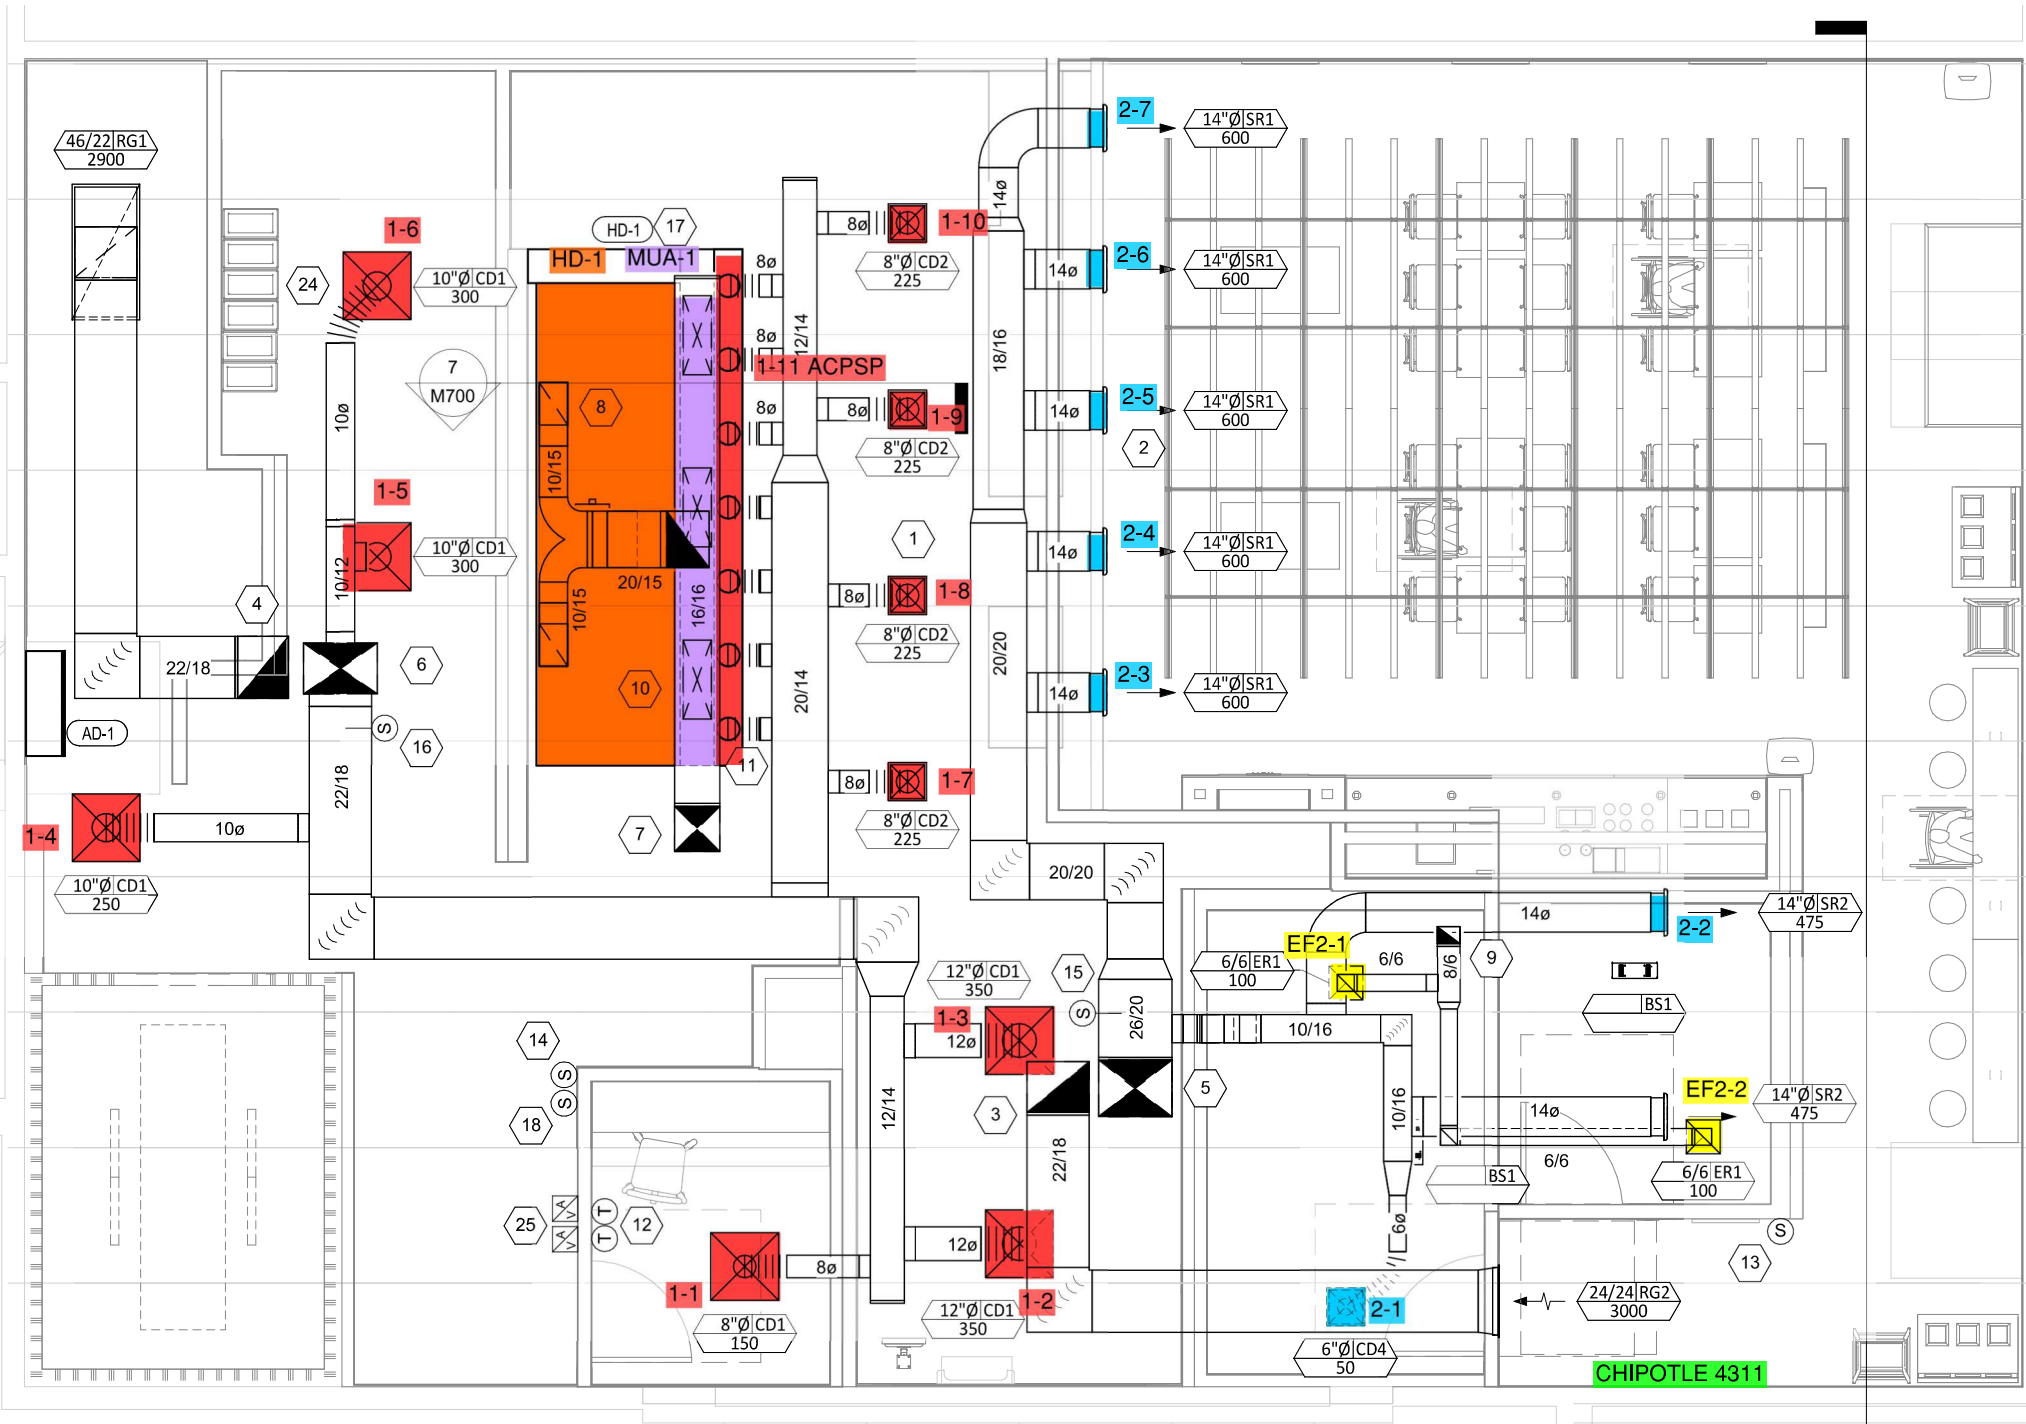 46/22 RG1
2900
1-6
24
10"Ø CD1
300
HD-1
17
HD-1
MUA-1
8ø
8ø
1-10
8"Ø CD2
225
14ø
2-7
14"Ø SR1
600
14ø
2-6
14"Ø SR1
600
7
M700
10ø
8
8ø
12/14
1-11 ACPSP
8ø
8ø
1-9
8"Ø CD2
225
18/16
14ø
2-5
14"Ø SR1
600
2
10/15
1-5
10"Ø CD1
300
10/12
1
14ø
2-4
14"Ø SR1
600
4
20/15
10/15
16/16
8ø
1-8
8"Ø CD2
225
20/20
22/18
6
10
20/14
14ø
2-3
14"Ø SR1
600
AD-1
S
16
11
22/18
8ø
1-7
8"Ø CD2
225
1-4
10ø
10"Ø CD1
250
7
20/20
14ø
14"Ø SR2
475
2-2
EF2-1
6/6 ER1
100
6/6
8/6
9
12"Ø CD1
350
15
S
26/20
BS1
1-3
12ø
10/16
14
S
S
18
12/14
3
5
10/16
14ø
EF2-2
14"Ø SR2
475
22/18
6/6
BS1
6/6 ER1
100
25
A
V
A
V
T
T
12
12ø
6ø
S
13
8ø
1-1
8"Ø CD1
150
12"Ø CD1
350
1-2
2-1
6"Ø CD4
50
24/24 RG2
3000
CHIPOTLE 4311